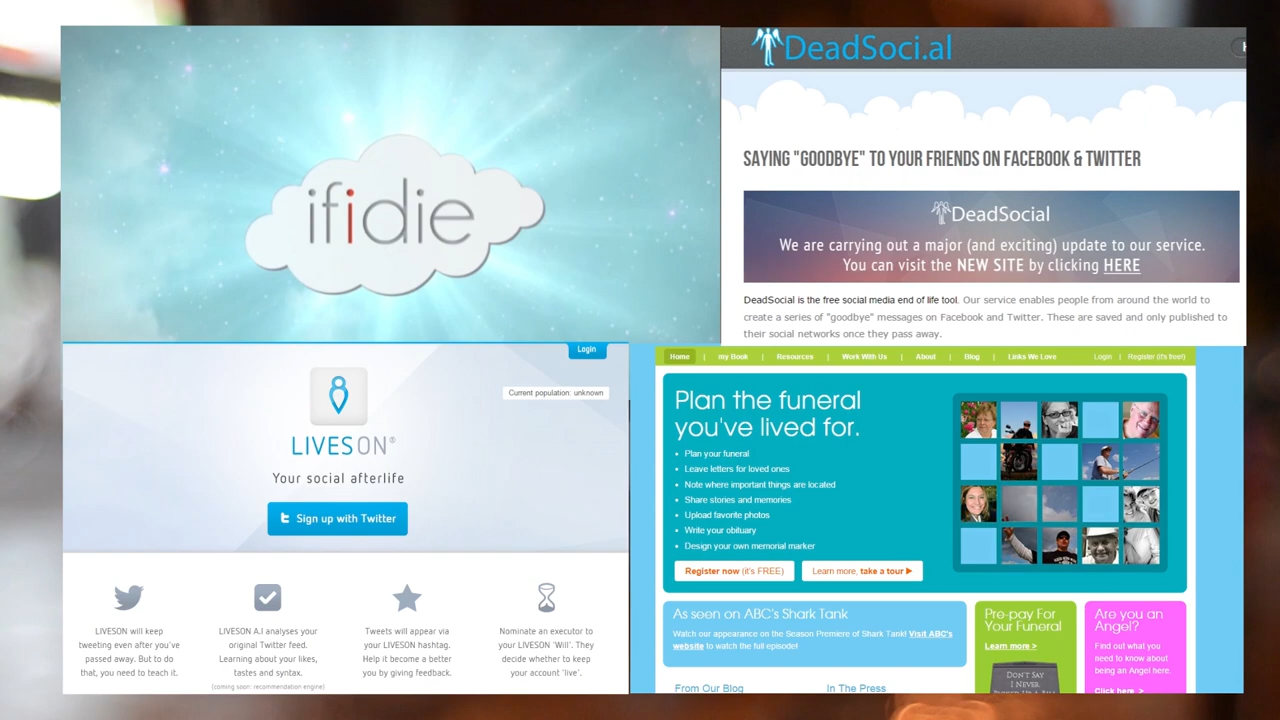 ifidie
DeadSoci.al
SAYING "GOODBYE" TO YOUR FRIENDS ON FACEBOOK & TWITTER
DeadSocial
We are carrying out a major (and exciting) update to our service.
You can visit the NEW SITE by clicking HERE
DeadSocial is the free social media end of life tool. Our service enables people from around the world to
create a series of "goodbye" messages on Facebook and Twitter. These are saved and only published to
their social networks once they pass away.
Login
Current population: unknown
LIVESON®
Your social afterlife
Sign up with Twitter
LIVESON will keep
tweeting even after you've
passed away. But to do
that, you need to teach it.
LIVESON A.I analyses your
original Twitter feed.
Learning about your likes,
tastes and syntax.
(coming soon: recommendation engine)
Tweets will appear via
your LIVESON hashtag.
Help it become a better
you by giving feedback.
Nominate an executor to
your LIVESON 'Will'. They
decide whether to keep
your account 'live'.
Home | my Book | Resources | Work With Us | About | Blog | Links We Love
Login | Register (it's free!)
Plan the funeral
you've lived for.
• Plan your funeral
• Leave letters for loved ones
• Note where important things are located
• Share stories and memories
• Upload favorite photos
• Write your obituary
• Design your own memorial marker
Register now (it's FREE)
Learn more, take a tour
As seen on ABC's Shark Tank
Watch our appearance on the Season Premiere of Shark Tank! Visit ABC's
website to watch the full episode!
From Our Blog
In The Press
Pre-pay For
Your Funeral
Learn more >
DON'T SAY
I NEVER
Are you an
Angel?
Find out what you
need to know about
being an Angel here.
Click here >